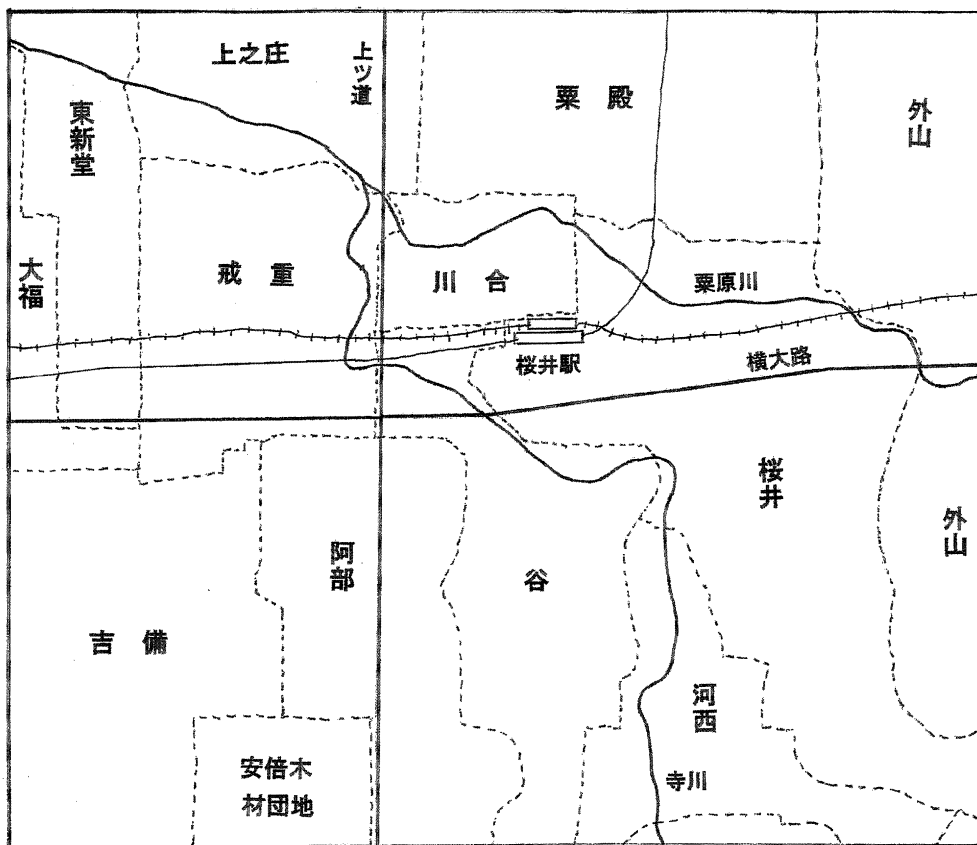 上之庄
上ツ道
粟殿
外山
東新堂
大福
戒重
川合
粟原川
桜井駅
横大路
桜井
外山
阿部
谷
吉備
河西
安倍木
材団地
寺川